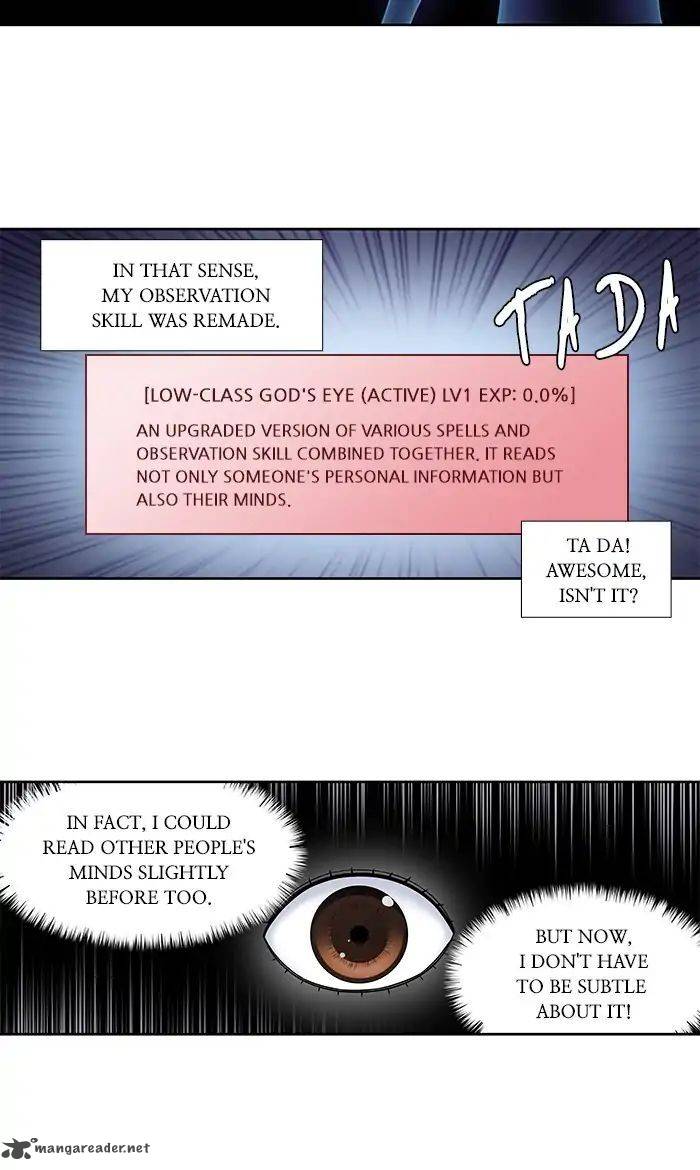 IN THAT SENSE,
MY OBSERVATION
SKILL WAS REMADE.
TADA
[LOW-CLASS GOD'S EYE (ACTIVE) LV1 EXP: 0.0%]
AN UPGRADED VERSION OF VARIOUS SPELLS AND
OBSERVATION SKILL COMBINED TOGETHER. IT READS
NOT ONLY SOMEONE'S PERSONAL INFORMATION BUT
ALSO THEIR MINDS.
TA DA!
AWESOME,
ISN'T IT?
IN FACT, I COULD
READ OTHER PEOPLE'S
MINDS SLIGHTLY
BEFORE TOO.
BUT NOW,
I DON'T HAVE
TO BE SUBTLE
ABOUT IT!
mangareader.net